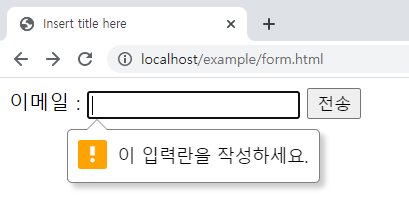 Insert title here
localhost/example/form.html
이메일 : 전송
이 입력란을 작성하세요.